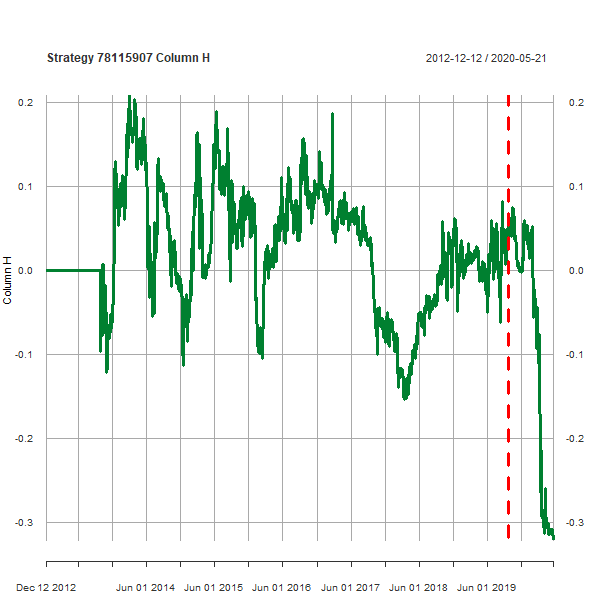 Strategy 78115907 Column H
2012-12-12 / 2020-05-21
0.2
0.2
0.1
0.1
0.0
0.0
Column H
-0.1
-0.1
-0.2
-0.2
-0.3
-0.3
Dec 12 2012
Jun 01 2014
Jun 01 2015
Jun 01 2016
Jun 01 2017
Jun 01 2018
Jun 01 2019